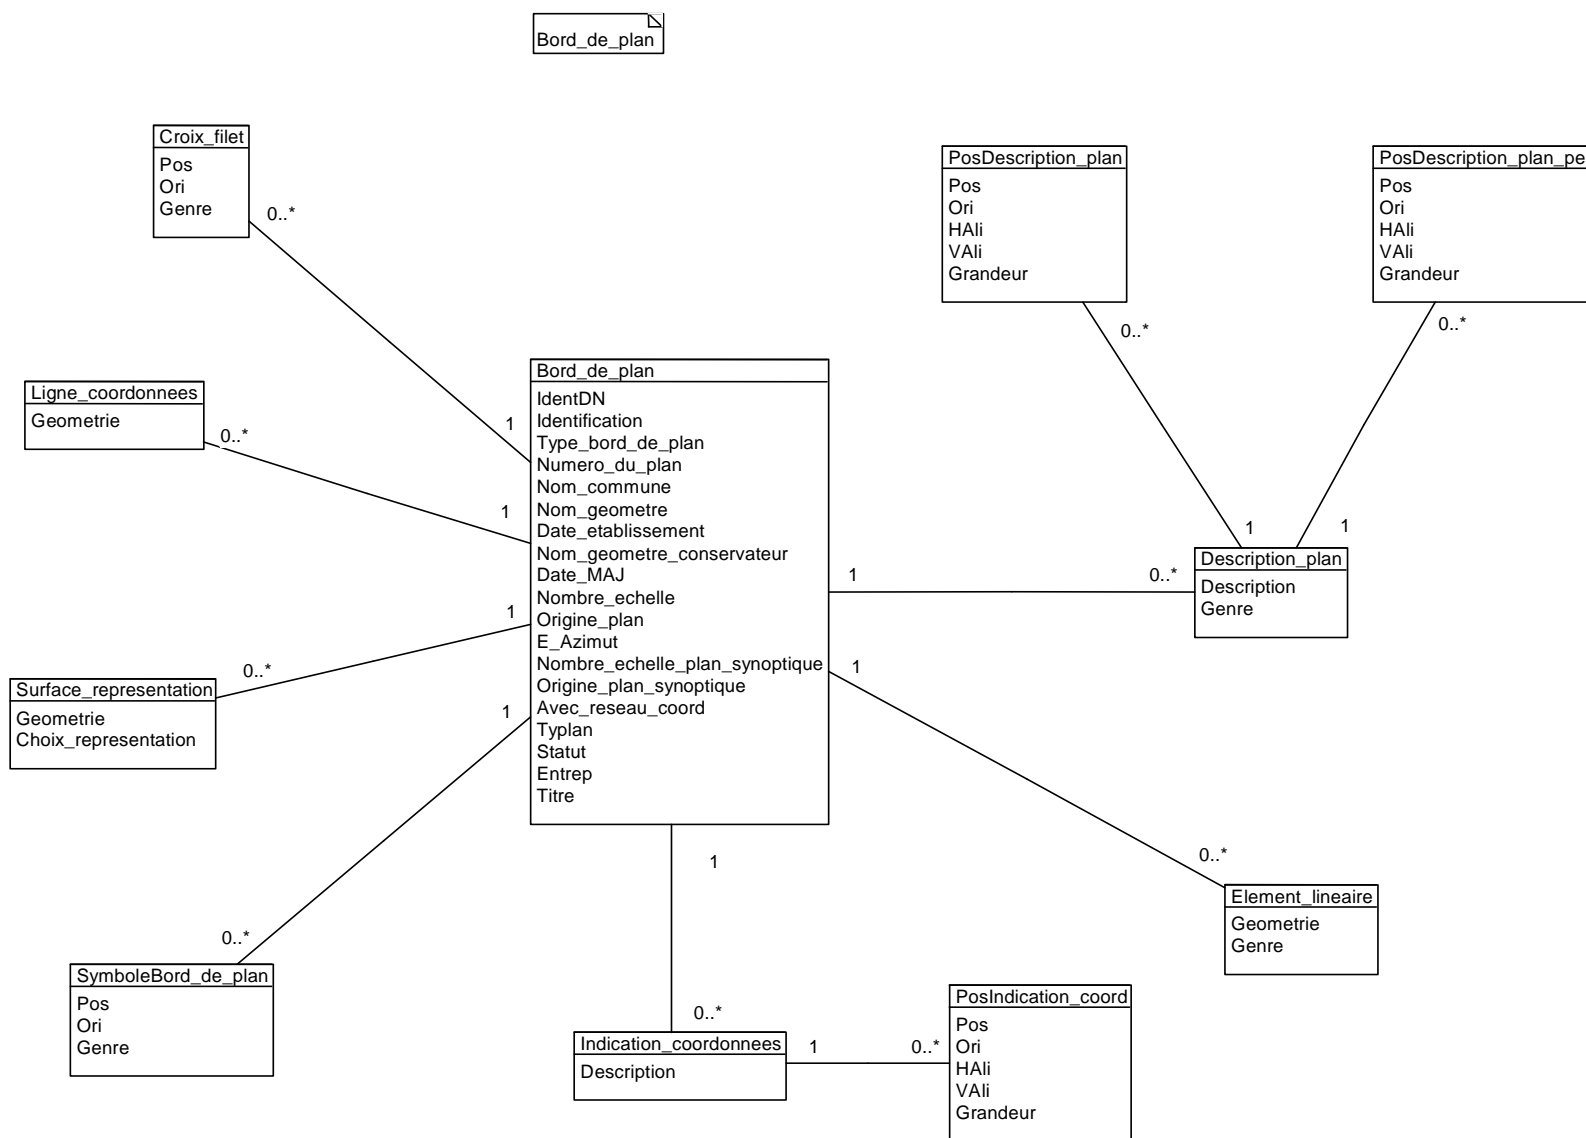 Bord_de_plan
Croix_filet
Pos
Ori
Genre
0..*
PosDescription_plan
Pos
Ori
HAli
VAli
Grandeur
0..*
PosDescription_plan_pe
Pos
Ori
HAli
VAli
Grandeur
0..*
Ligne_coordonnees
Geometrie
0..*
1
1
1
1
Bord_de_plan
IdentDN
Identification
Type_bord_de_plan
Numero_du_plan
Nom_commune
Nom_geometre
Date_etablissement
Nom_geometre_conservateur
Date_MAJ
Nombre_echelle
Origine_plan
E_Azimut
Nombre_echelle_plan_synoptique
Origine_plan_synoptique
Avec_reseau_coord
Typlan
Statut
Entrep
Titre
1
0..*
1
1
Description_plan
Description
Genre
Surface_representation
Geometrie
Choix_representation
0..*
1
0..*
Element_lineaire
Geometrie
Genre
0..*
SymboleBord_de_plan
Pos
Ori
Genre
0..*
1
0..*
Indication_coordonnees
Description
1
0..*
PosIndication_coord
Pos
Ori
HAli
VAli
Grandeur